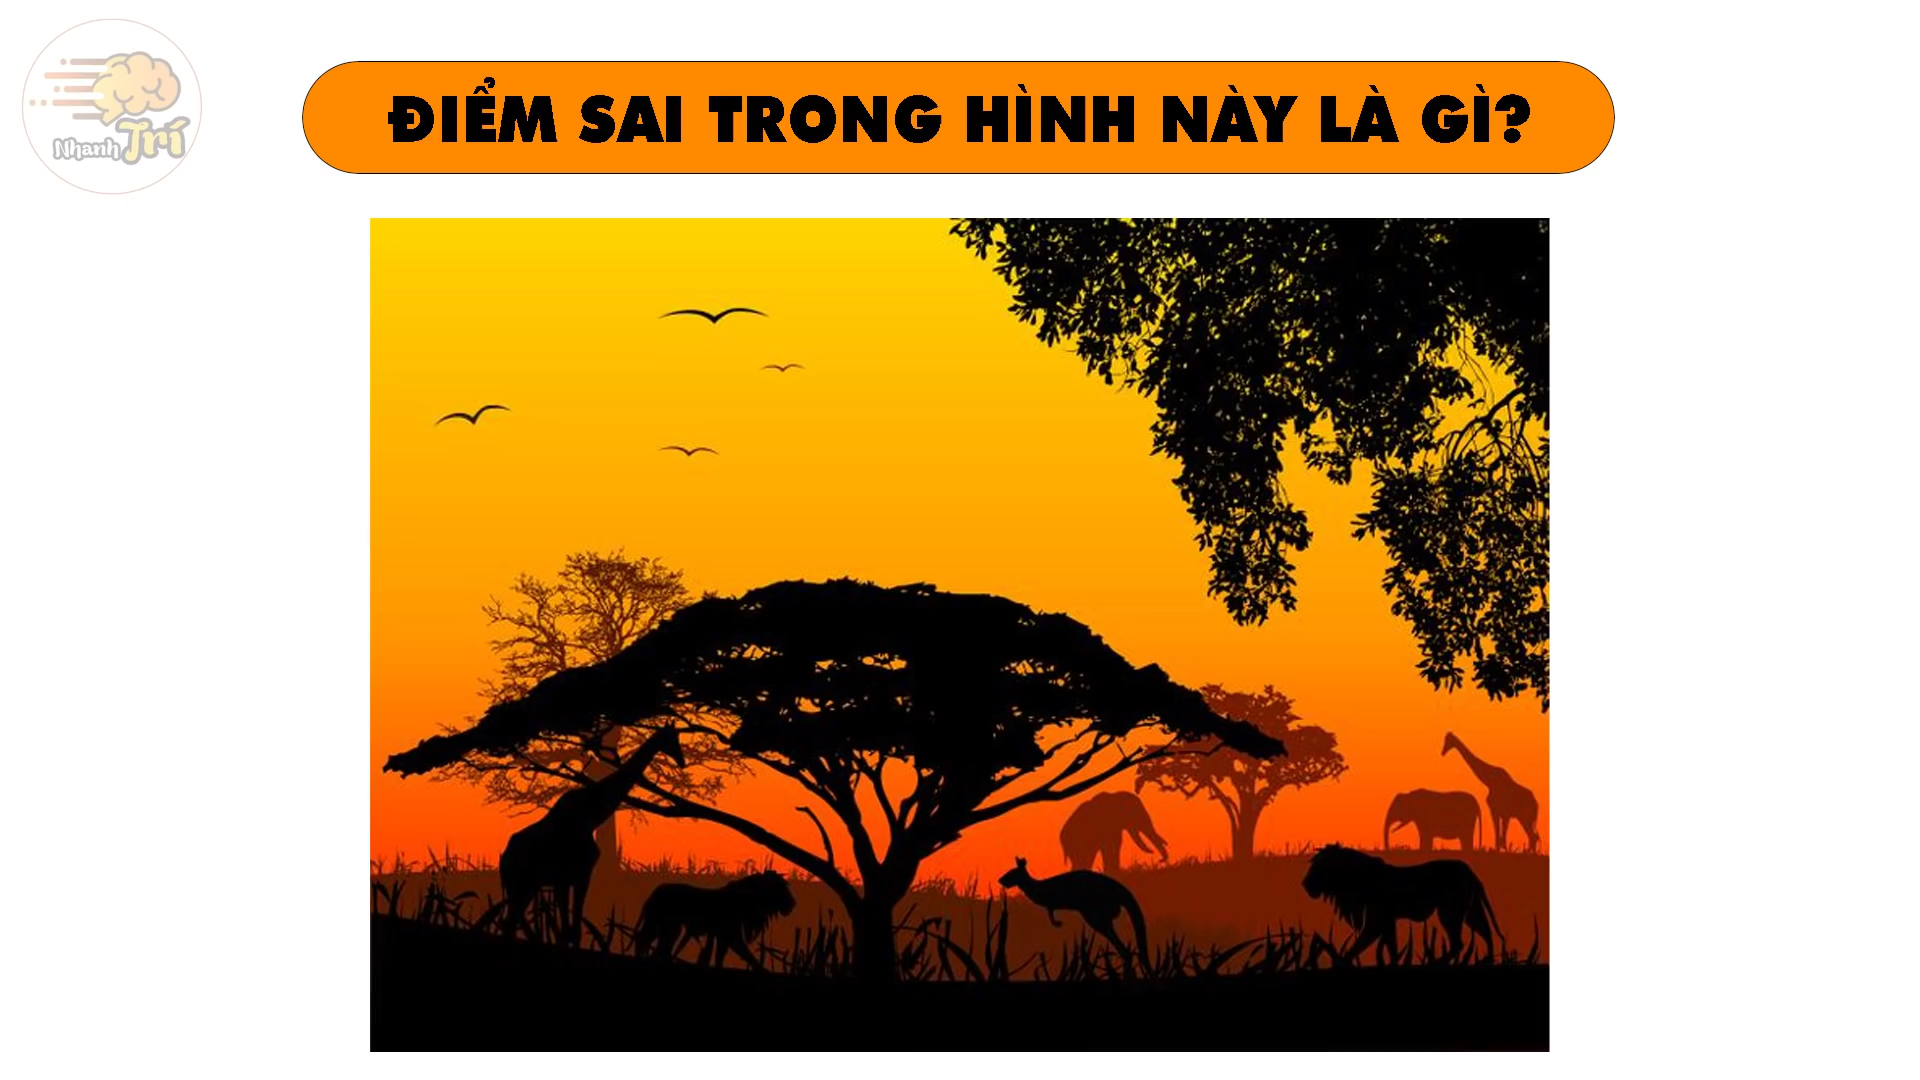 ĐIỂM SAI TRONG HÌNH NÀY LÀ GÌ?
Nhanh
Trí